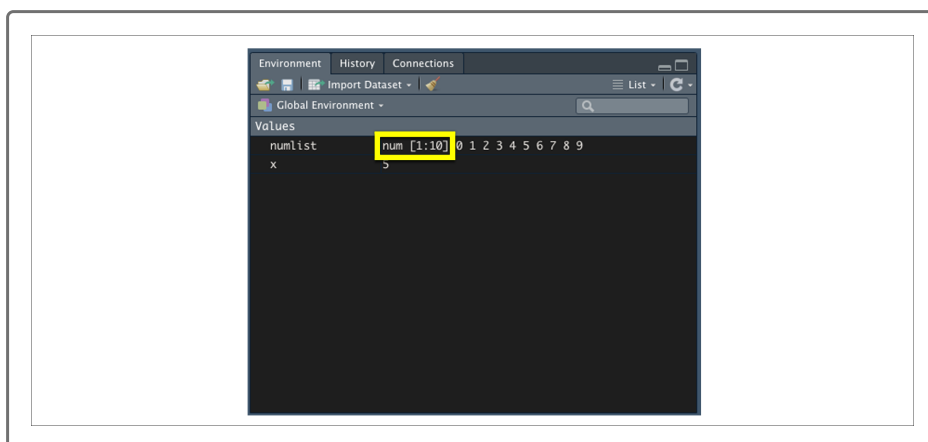 Environment History Connections
Import Dataset List
Global Environment
Values
numlist num [1:10] 0 1 2 3 4 5 6 7 8 9
x 5